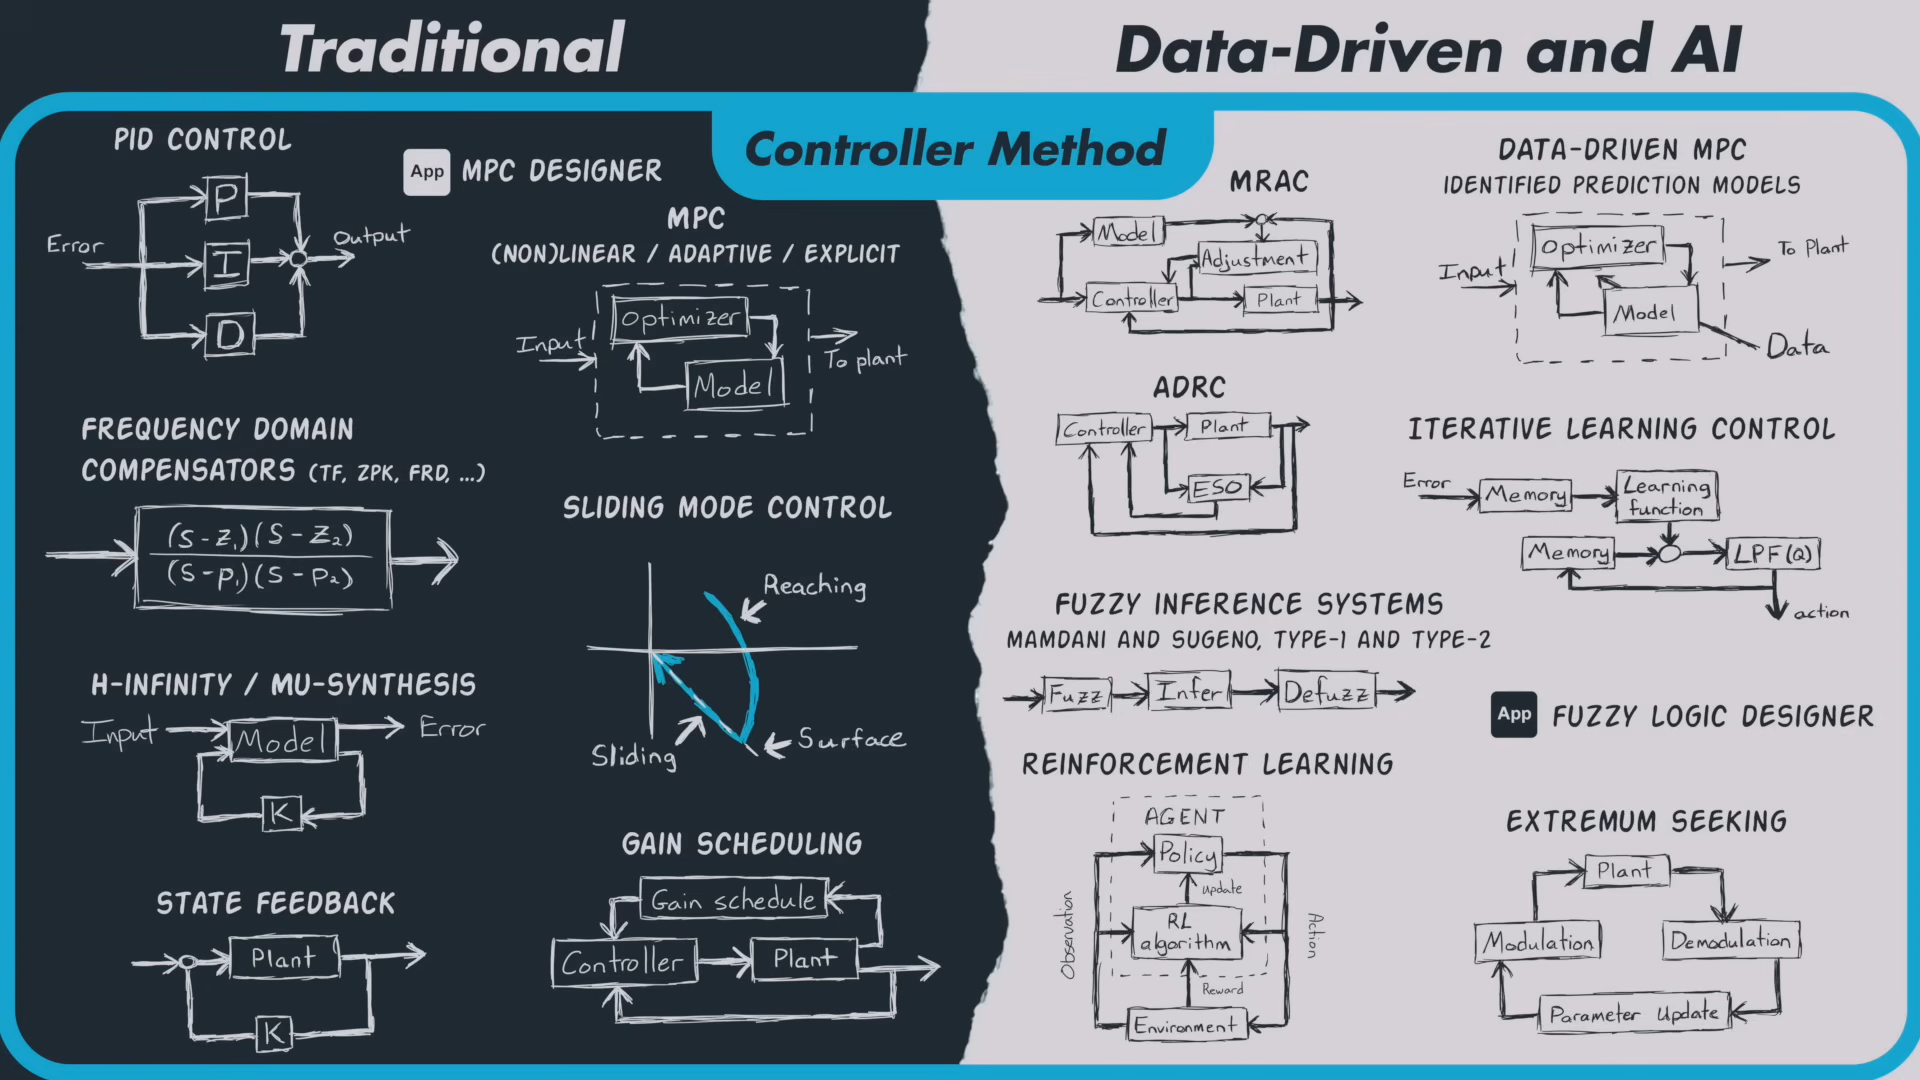 Traditional
Data-Driven and AI
Controller Method
PID CONTROL
Error
P
I
D
Output
App
MPC DESIGNER
MPC
(NON)LINEAR / ADAPTIVE / EXPLICIT
Input
Optimizer
Model
To plant
FREQUENCY DOMAIN
COMPENSATORS (TF, ZPK, FRD, ...)
(S-Z₁)(S-Z₂)
(S-P₁)(S-P₂)
SLIDING MODE CONTROL
Reaching
Sliding
Surface
H-INFINITY / MU-SYNTHESIS
Input
Model
Error
K
GAIN SCHEDULING
Gain schedule
Controller
Plant
STATE FEEDBACK
Plant
K
MRAC
Model
Adjustment
Controller
Plant
DATA-DRIVEN MPC
IDENTIFIED PREDICTION MODELS
Input
Optimizer
Model
To Plant
Data
ADRC
Controller
Plant
ESO
ITERATIVE LEARNING CONTROL
Error
Memory
Learning
function
Memory
LPF(Q)
action
FUZZY INFERENCE SYSTEMS
MAMDANI AND SUGENO, TYPE-1 AND TYPE-2
Fuzz
Infer
Defuzz
App
FUZZY LOGIC DESIGNER
REINFORCEMENT LEARNING
AGENT
Policy
update
RL
algorithm
Reward
Environment
Observation
Action
EXTREMUM SEEKING
Plant
Modulation
Demodulation
Parameter Update